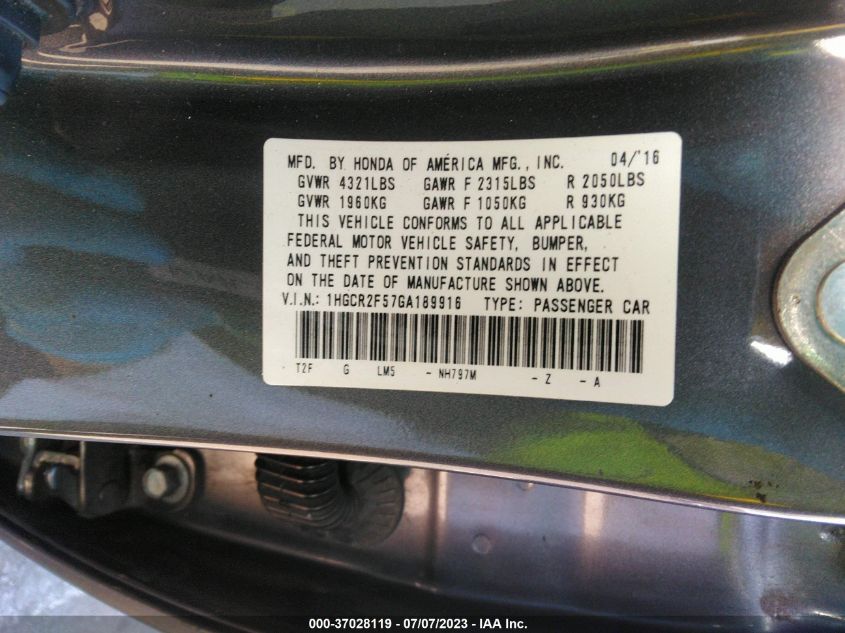 MFD. BY HONDA OF AMERICA MFG., INC. 04/'16
GVWR 4321LBS GAWR F 2315LBS R 2050LBS
GVWR 1960KG GAWR F 1050KG R 930KG
THIS VEHICLE CONFORMS TO ALL APPLICABLE
FEDERAL MOTOR VEHICLE SAFETY, BUMPER,
AND THEFT PREVENTION STANDARDS IN EFFECT
ON THE DATE OF MANUFACTURE SHOWN ABOVE.
V.I.N.: 1HGCR2F57GA189916 TYPE: PASSENGER CAR
T2F G LM5 - NH797M - Z - A
000-37028119 - 07/07/2023 - IAA Inc.